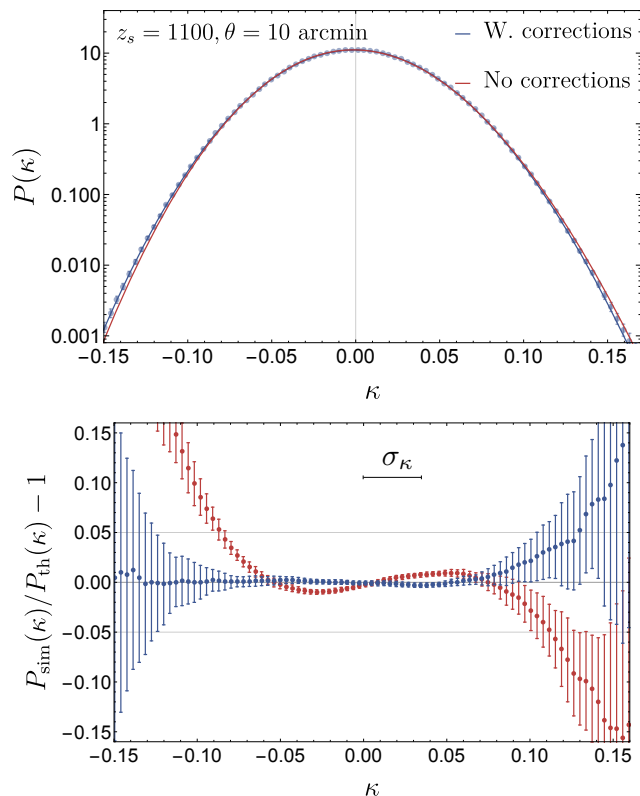 z_s = 1100, θ = 10 arcmin
W. corrections
No corrections
P(κ)
10
1
0.100
0.010
0.001
−0.15 −0.10 −0.05 0.00 0.05 0.10 0.15
κ
σ_κ
P_sim(κ)/P_th(κ) − 1
0.15
0.10
0.05
0.00
−0.05
−0.10
−0.15
−0.15 −0.10 −0.05 0.00 0.05 0.10 0.15
κ